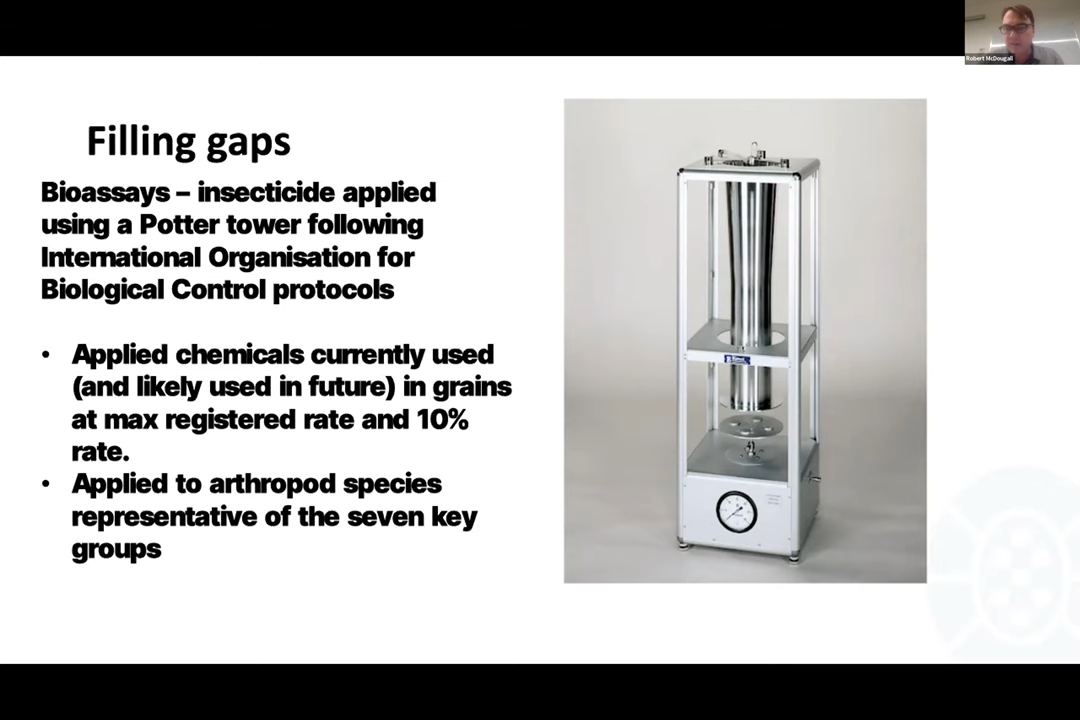 Robert McDougall
Filling gaps
Bioassays – insecticide applied
using a Potter tower following
International Organisation for
Biological Control protocols
• Applied chemicals currently used
(and likely used in future) in grains
at max registered rate and 10%
rate.
• Applied to arthropod species
representative of the seven key
groups